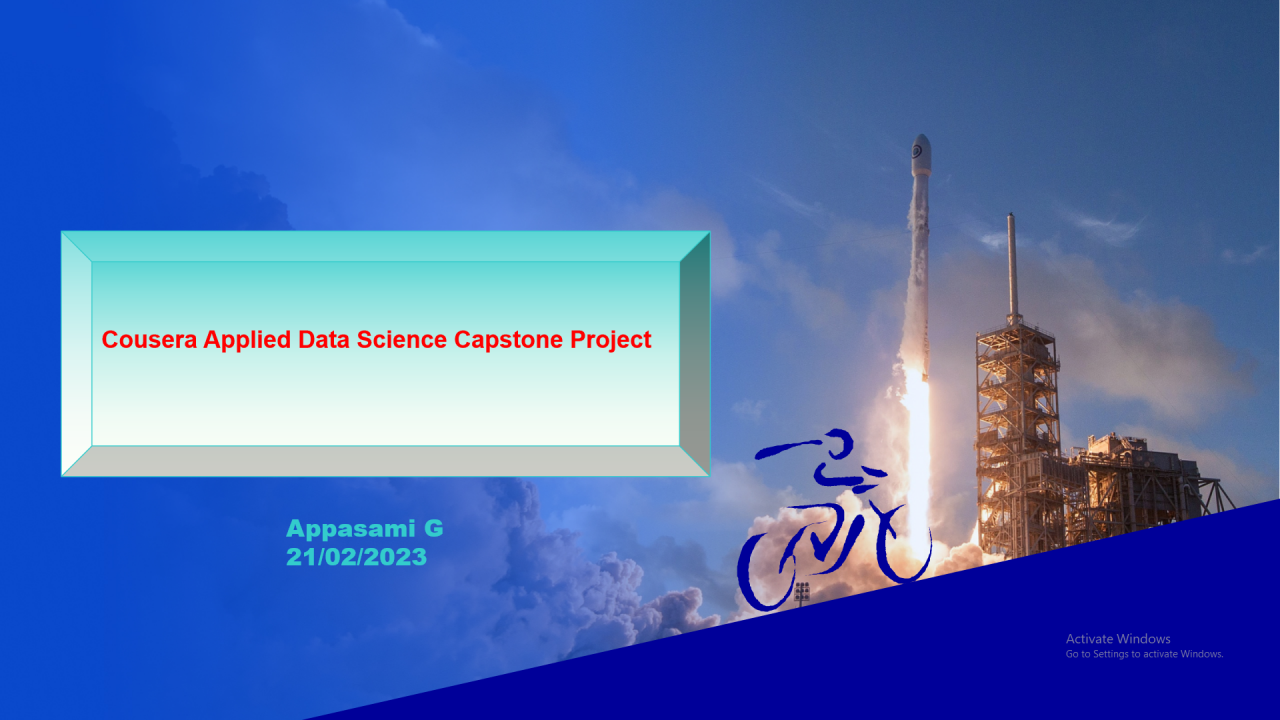 Cousera Applied Data Science Capstone Project
Appasami G
21/02/2023
Activate Windows
Go to Settings to activate Windows.